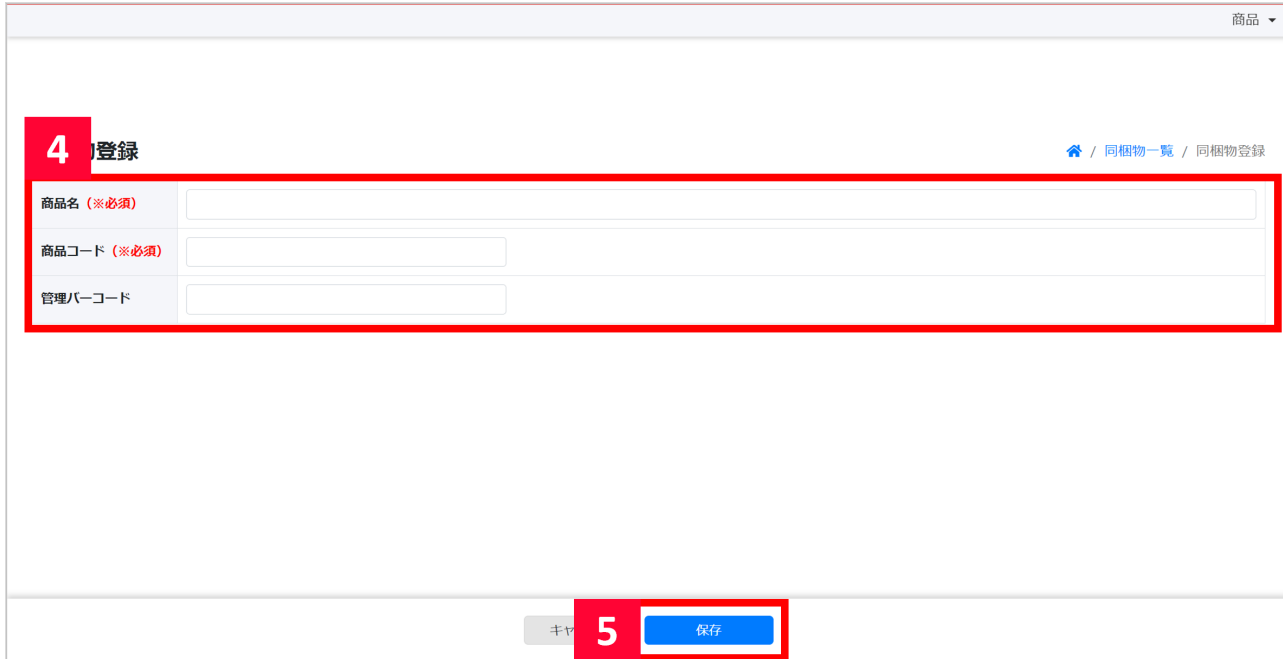 商品
4
登録
/ 同梱物一覧 / 同梱物登録
商品名（※必須）
商品コード（※必須）
管理バーコード
キャ
5
保存